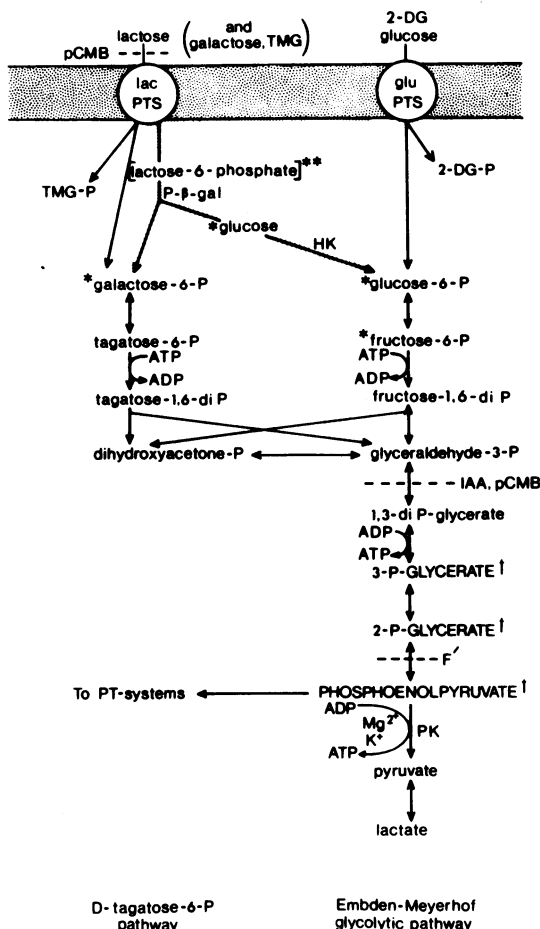 lactose
(and
galactose, TMG)
2-DG
glucose
pCMB
lac
PTS
glu
PTS
[lactose-6-phosphate]**
TMG-P
P-β-gal
2-DG-P
*glucose
HK
*galactose-6-P
*glucose-6-P
tagatose-6-P
*fructose-6-P
ATP
ADP
ATP
ADP
tagatose-1,6-di P
fructose-1,6-di P
dihydroxyacetone-P
glyceraldehyde-3-P
IAA, pCMB
1,3-di P-glycerate
ADP
ATP
3-P-GLYCERATE↑
2-P-GLYCERATE↑
F′
To PT-systems
PHOSPHOENOLPYRUVATE↑
ADP
Mg2+
K+
PK
ATP
pyruvate
lactate
D-tagatose-6-P
pathway
Embden-Meyerhof
glycolytic pathway